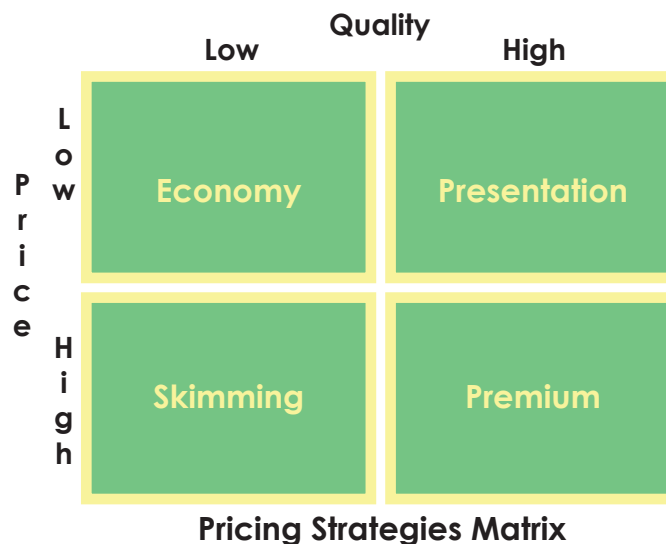 Quality
Low High
Price
Low
Economy Presentation
High
Skimming Premium
Pricing Strategies Matrix